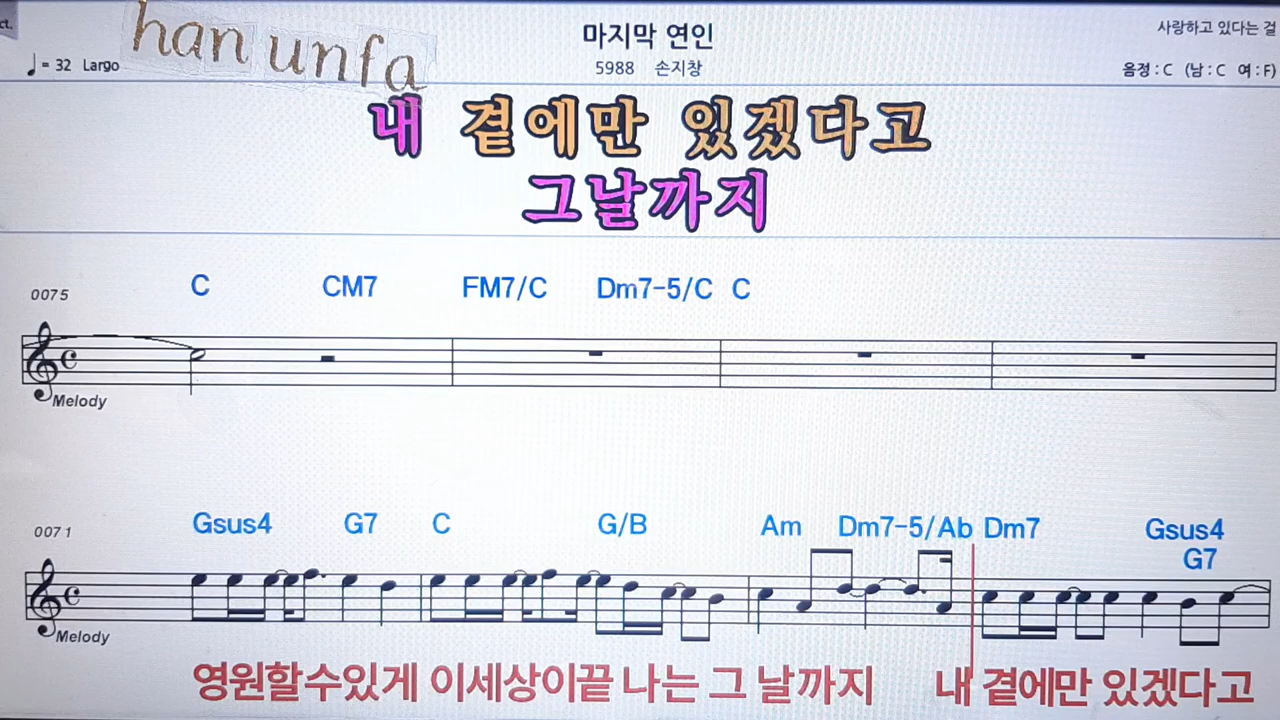 ct.
han unfa
마지막 연인
사랑하고 있다는 걸
♩= 32 Largo
5988 손지창
음정 : C (남 : C 여 : F)
내 곁에만 있겠다고
그날까지
0075
C CM7 FM7/C Dm7-5/C C
Melody
0071
Gsus4 G7 C G/B Am Dm7-5/Ab Dm7 Gsus4
G7
Melody
영원할수있게 이세상이끝 나는 그 날까지 내 곁에만 있겠다고